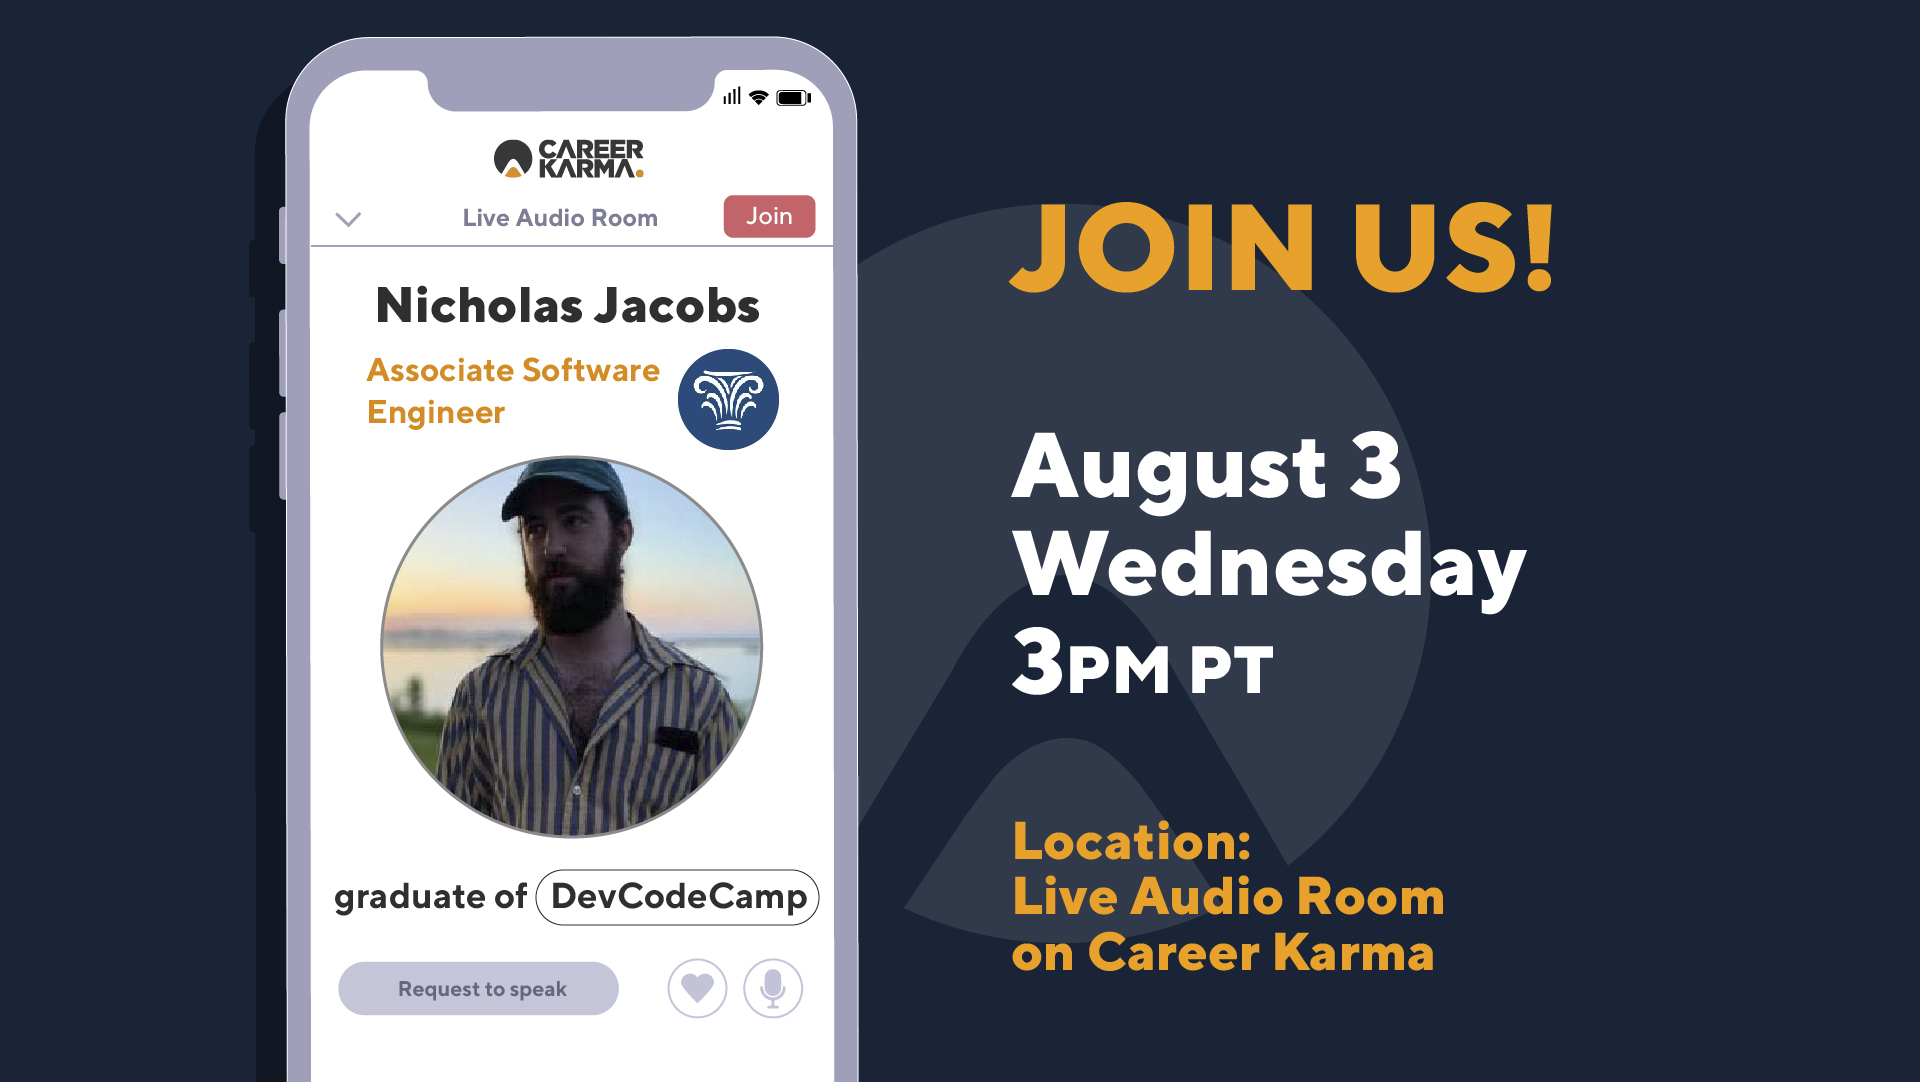 CAREER
KARMA.
Live Audio Room
Join
Nicholas Jacobs
Associate Software
Engineer
graduate of DevCodeCamp
Request to speak
JOIN US!
August 3
Wednesday
3PM PT
Location:
Live Audio Room
on Career Karma